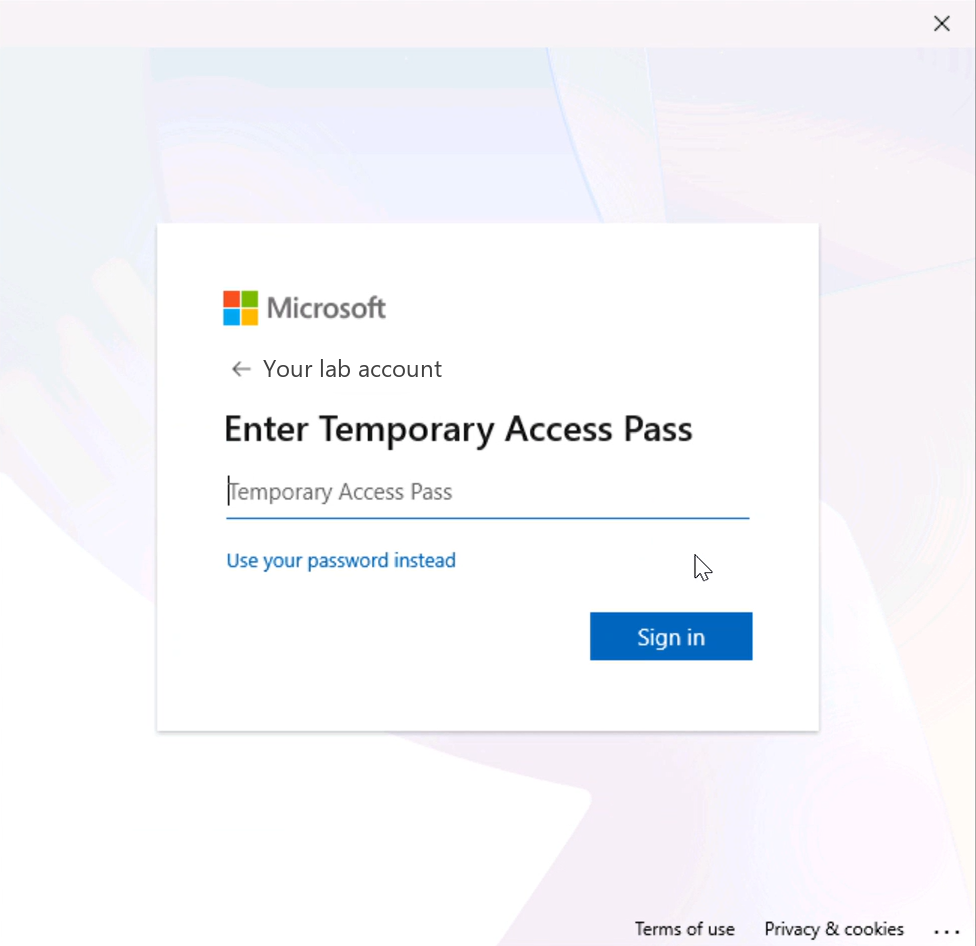 Microsoft
Your lab account
Enter Temporary Access Pass
Temporary Access Pass
Use your password instead
Sign in
Terms of use Privacy & cookies ...